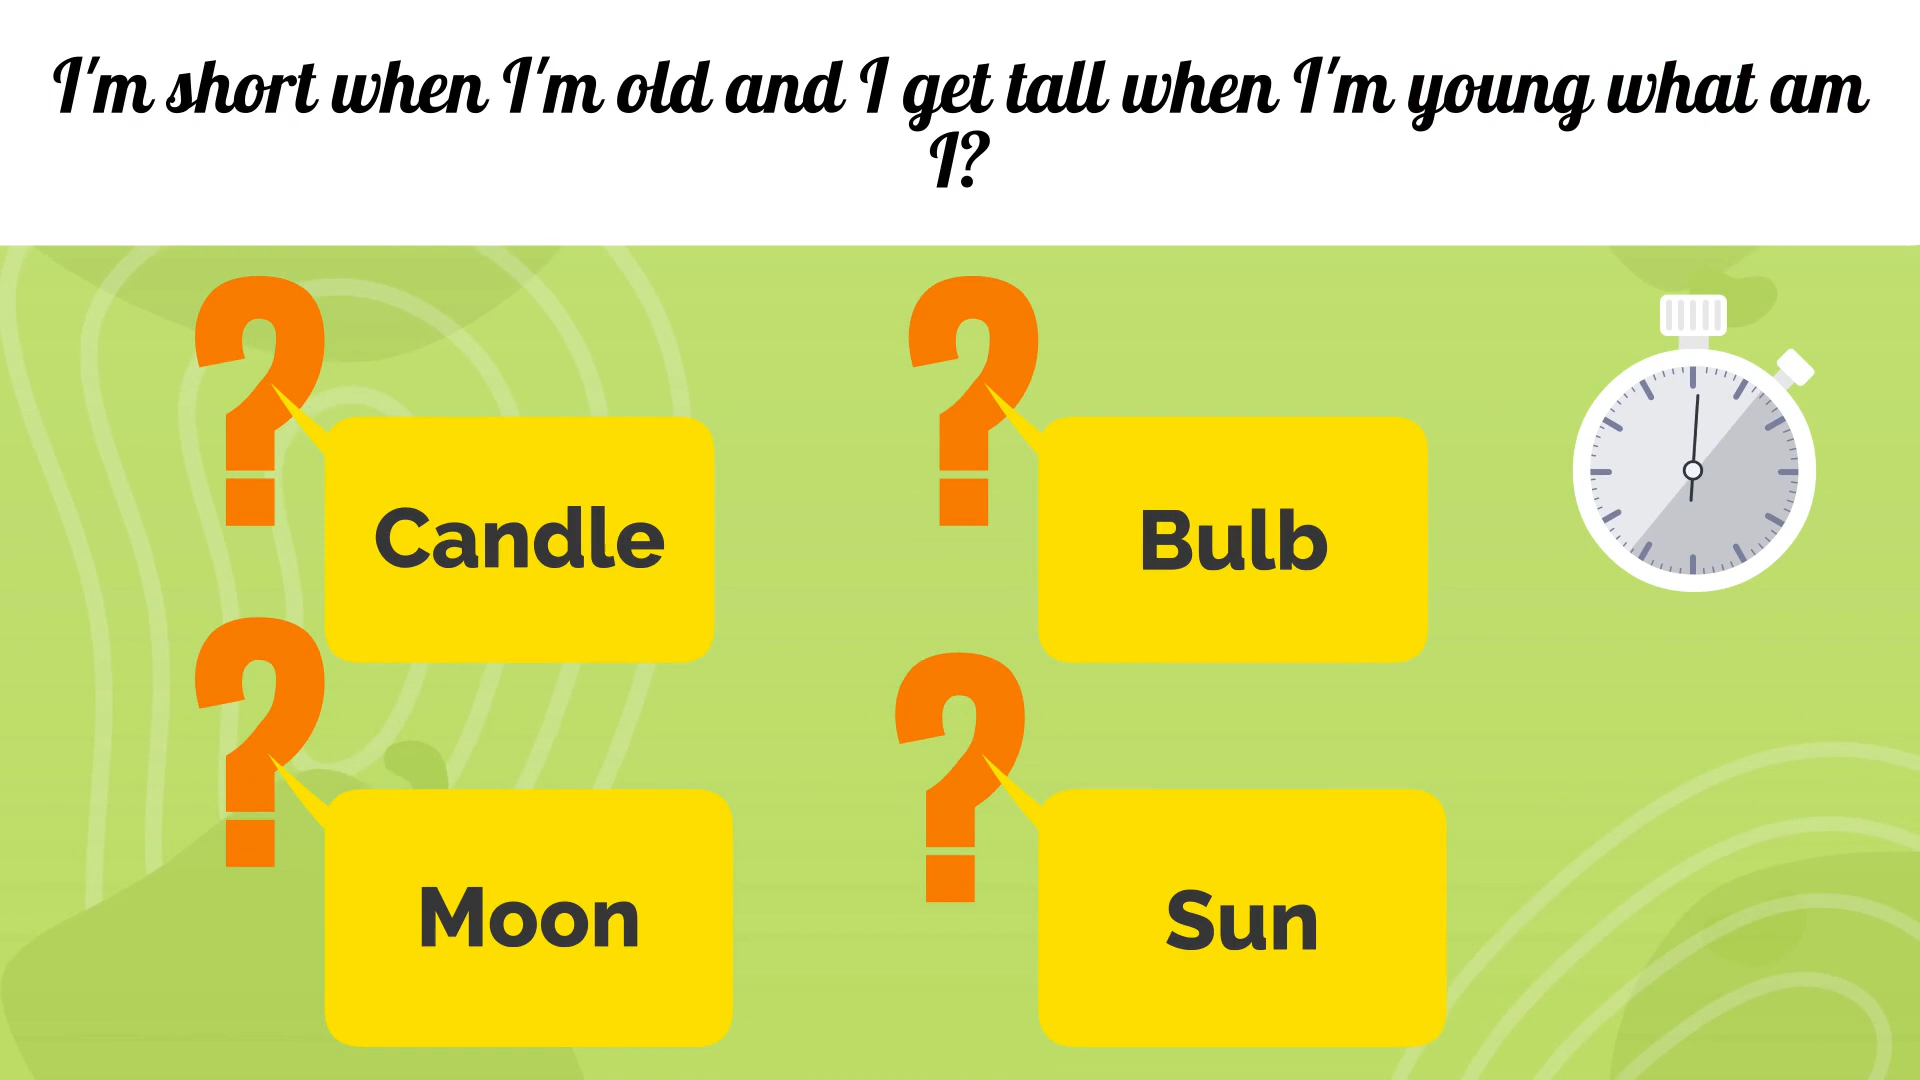 I'm short when I'm old and I get tall when I'm young what am
I?
?
?
Candle
Bulb
?
?
Moon
Sun